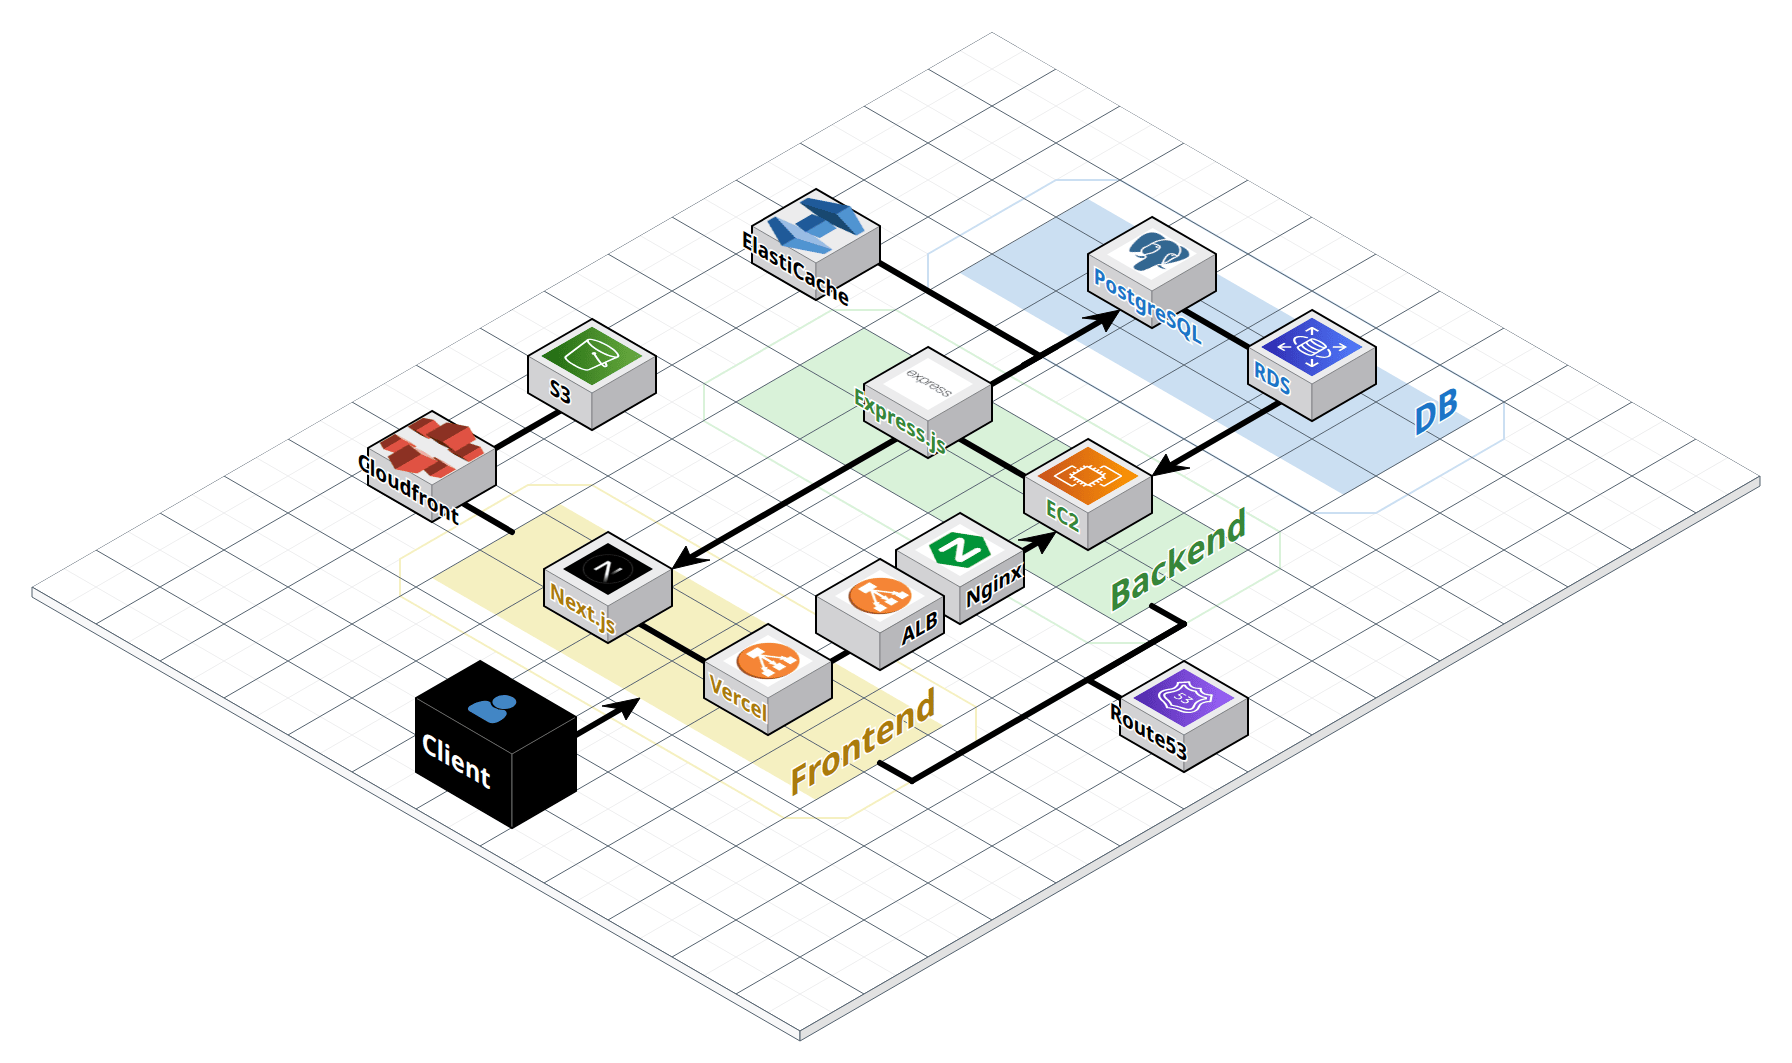 ElastiCache
PostgreSQL
RDS
DB
S3
express
Express.js
Cloudfront
EC2
Backend
Nginx
Next.js
ALB
Vercel
Frontend
53
Route53
Client